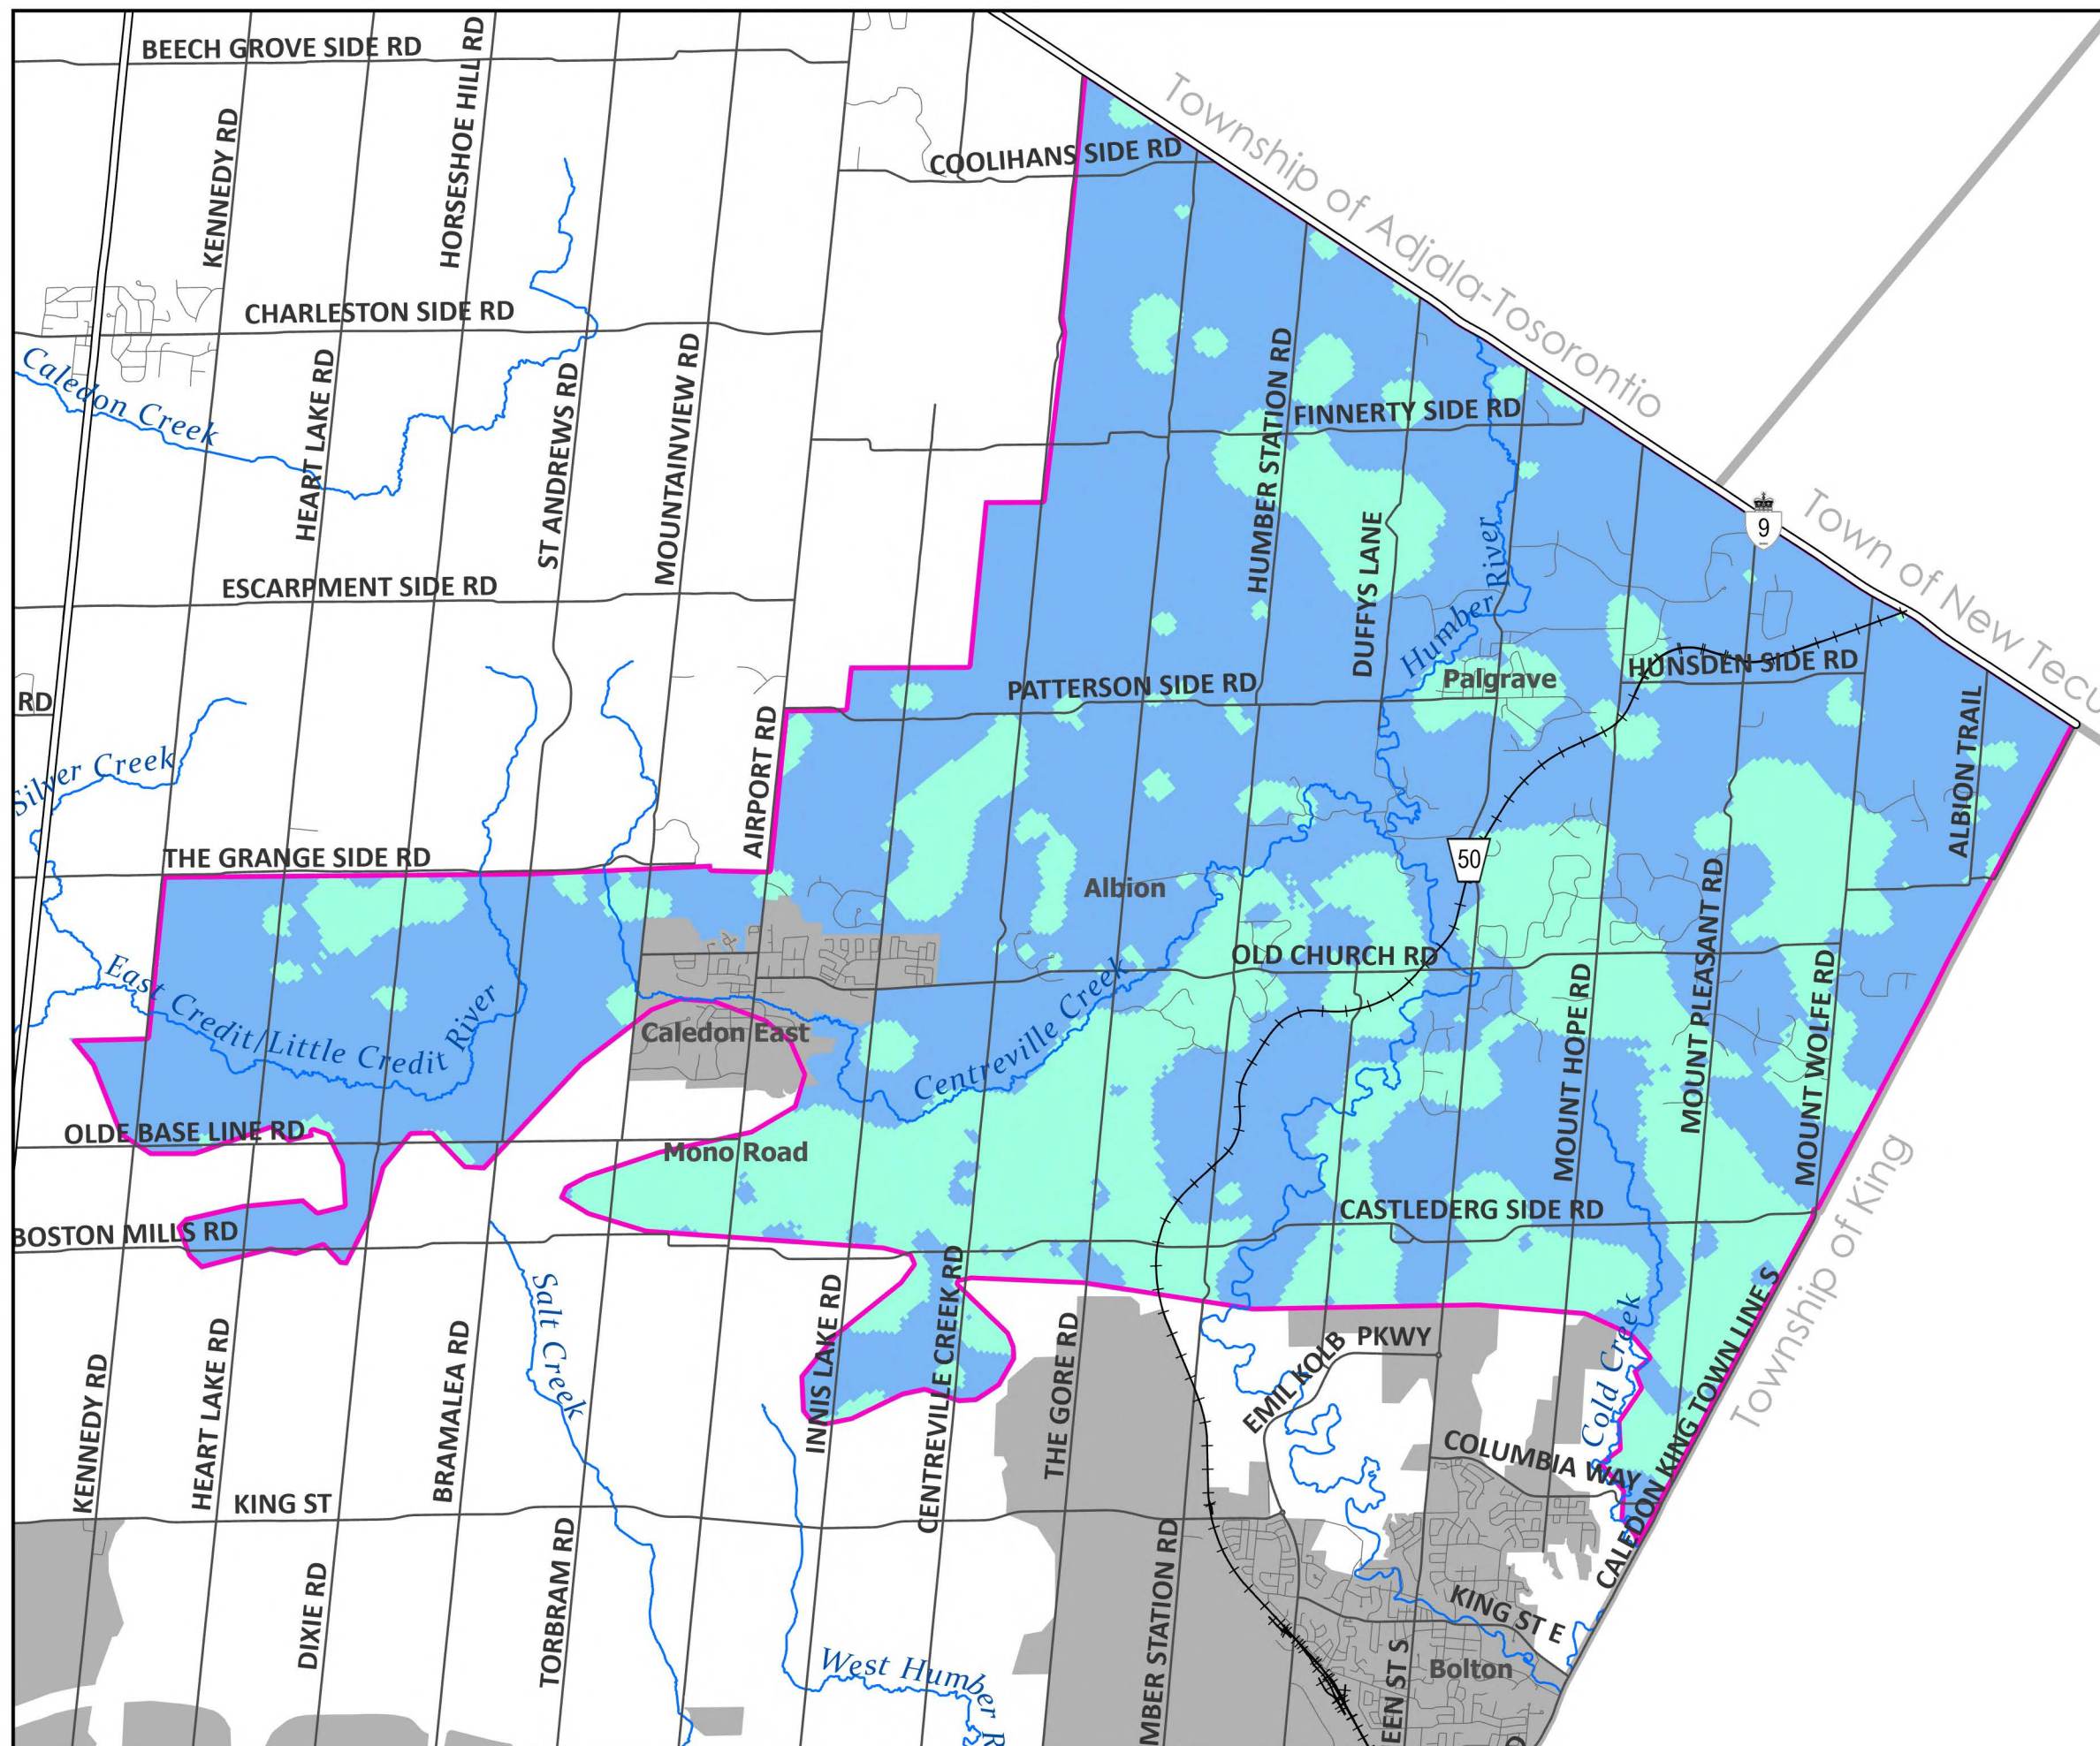 BEECH GROVE SIDE RD
HORSESHOE HILL RD
KENNEDY RD
COOLIHANS SIDE RD
Township of Adjala-Tosorontio
CHARLESTON SIDE RD
Caledon Creek
HEART LAKE RD
ST ANDREWS RD
MOUNTAINVIEW RD
HUMBER STATION RD
FINNERTY SIDE RD
9
Town of New Tecu
ESCARPMENT SIDE RD
DUFFYS LANE
Humber River
RD
PATTERSON SIDE RD
Palgrave
HUNSDEN SIDE RD
Silver Creek
AIRPORT RD
ALBION TRAIL
THE GRANGE SIDE RD
50
Albion
MOUNT PLEASANT RD
OLD CHURCH RD
East Credit/Little Credit River
Caledon East
Centreville Creek
MOUNT HOPE RD
MOUNT WOLFE RD
OLDE BASE LINE RD
Mono Road
BOSTON MILLS RD
CASTLEDERG SIDE RD
Township of King
Salt Creek
INNIS LAKE RD
CENTREVILLE CREEK RD
THE GORE RD
EMIL KOLB PKWY
Cold Creek
CALEDON KING TOWN LINE S
KENNEDY RD
HEART LAKE RD
BRAMALEA RD
COLUMBIA WAY
KING ST
DIXIE RD
TORBRAM RD
MBER STATION RD
KING ST E
West Humber R
EEN ST S
Bolton